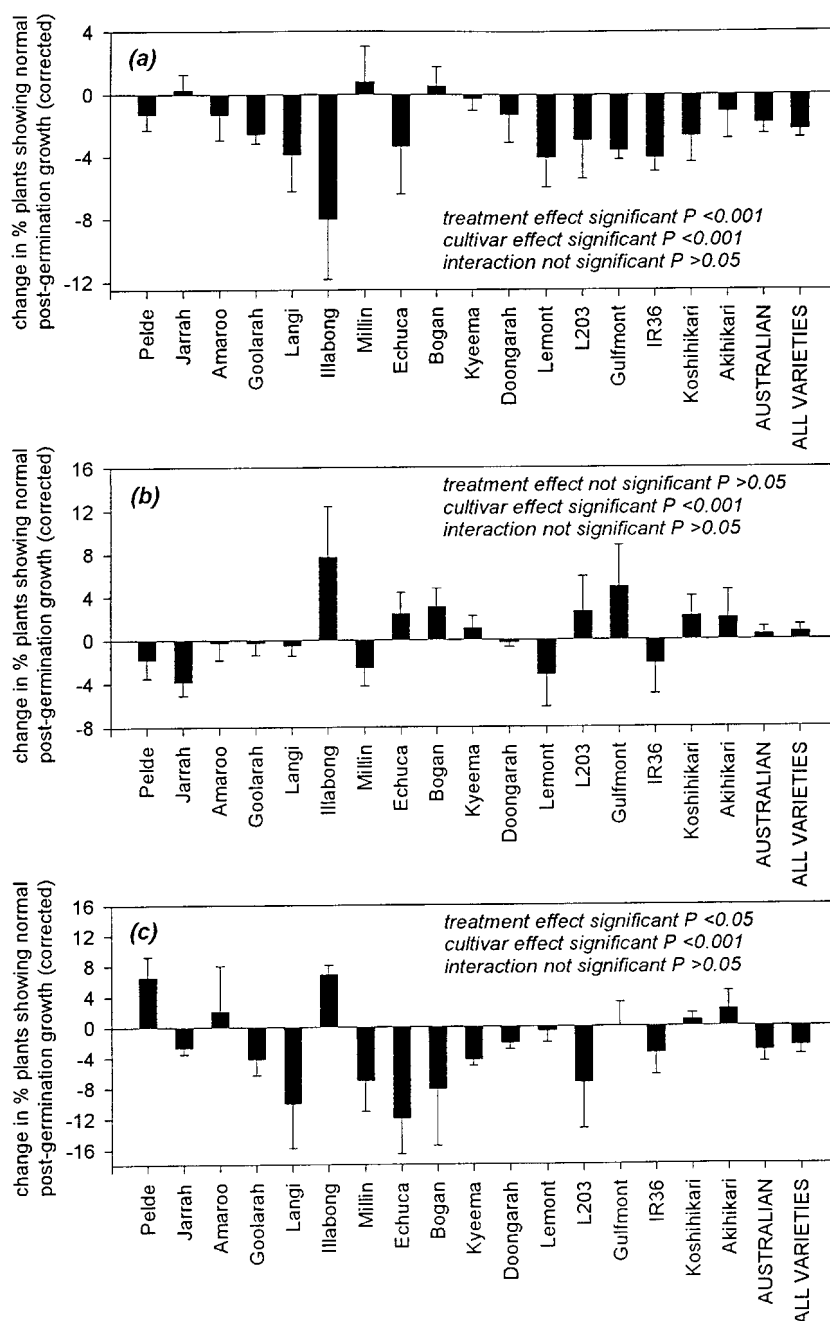 change in % plants showing normal
post-germination growth (corrected)
4
0
-4
-8
-12
(a)
treatment effect significant P <0.001
cultivar effect significant P <0.001
interaction not significant P >0.05
Pelde
Jarrah
Amaroo
Goolarah
Langi
Illabong
Millin
Echuca
Bogan
Kyeema
Doongarah
Lemont
L203
Gulfmont
IR36
Koshihikari
Akihikari
AUSTRALIAN
ALL VARIETIES
change in % plants showing normal
post-germination growth (corrected)
16
12
8
4
0
-4
-8
(b)
treatment effect not significant P >0.05
cultivar effect significant P <0.001
interaction not significant P >0.05
Pelde
Jarrah
Amaroo
Goolarah
Langi
Illabong
Millin
Echuca
Bogan
Kyeema
Doongarah
Lemont
L203
Gulfmont
IR36
Koshihikari
Akihikari
AUSTRALIAN
ALL VARIETIES
change in % plants showing normal
post-germination growth (corrected)
16
12
8
4
0
-4
-8
-12
-16
(c)
treatment effect significant P <0.05
cultivar effect significant P <0.001
interaction not significant P >0.05
Pelde
Jarrah
Amaroo
Goolarah
Langi
Illabong
Millin
Echuca
Bogan
Kyeema
Doongarah
Lemont
L203
Gulfmont
IR36
Koshihikari
Akihikari
AUSTRALIAN
ALL VARIETIES